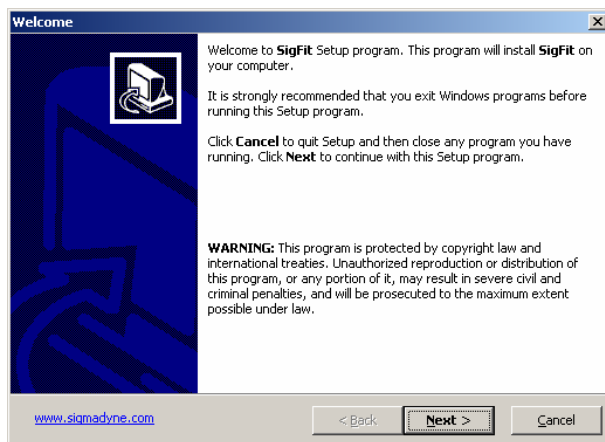 Welcome
Welcome to SigFit Setup program. This program will install SigFit on
your computer.
It is strongly recommended that you exit Windows programs before
running this Setup program.
Click Cancel to quit Setup and then close any program you have
running. Click Next to continue with this Setup program.
WARNING: This program is protected by copyright law and
international treaties. Unauthorized reproduction or distribution of
this program, or any portion of it, may result in severe civil and
criminal penalties, and will be prosecuted to the maximum extent
possible under law.
www.sigmadyne.com
< Back
Next >
Cancel